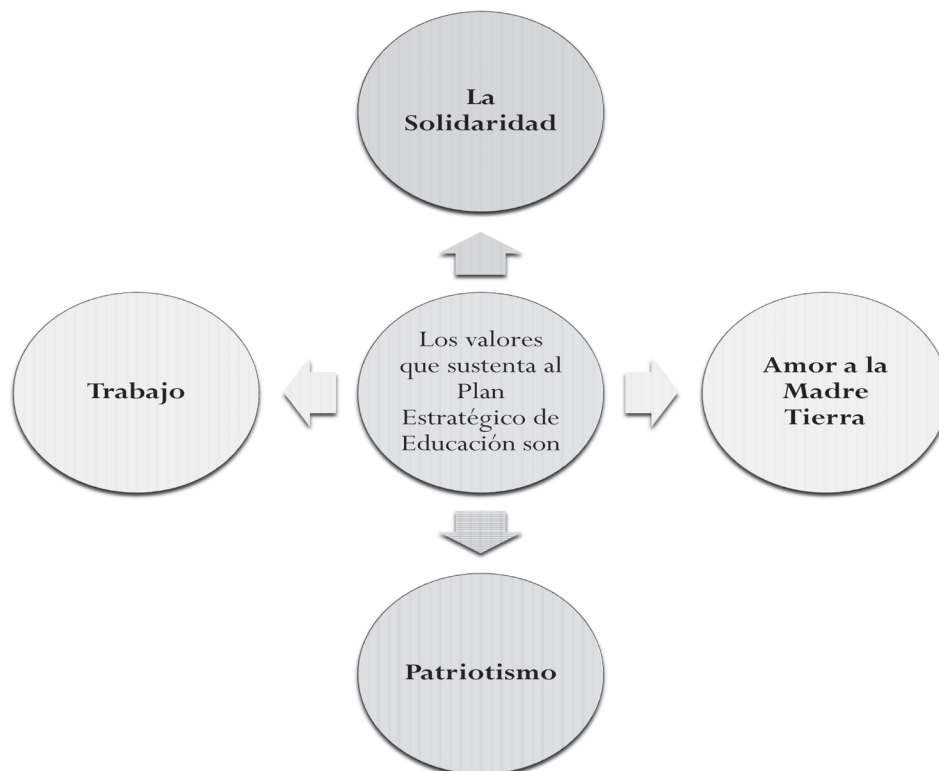 La
Solidaridad
Trabajo
Los valores
que sustenta al
Plan
Estratégico de
Educación son
Amor a la
Madre
Tierra
Patriotismo